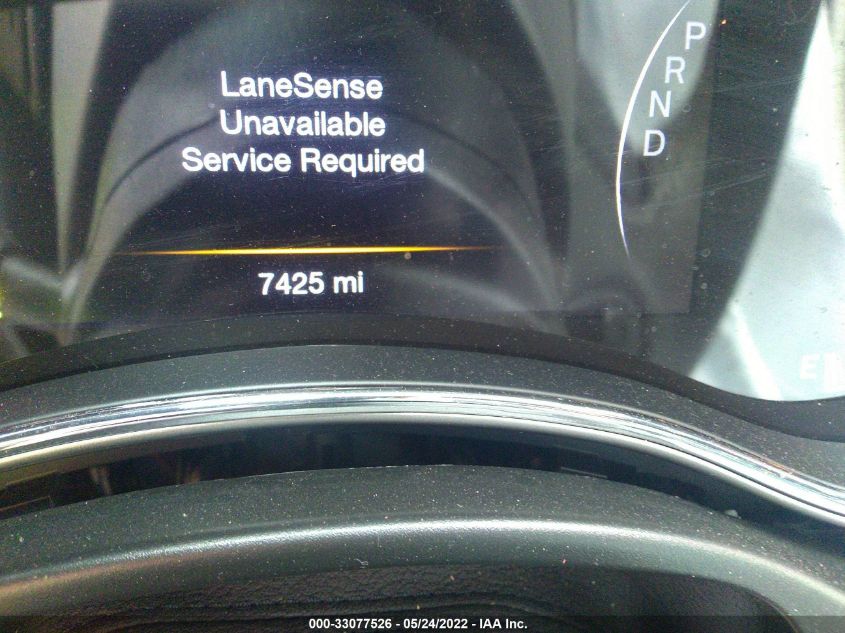 LaneSense
Unavailable
Service Required
7425 mi
P
R
N
D
E
000-33077526 - 05/24/2022 - IAA Inc.